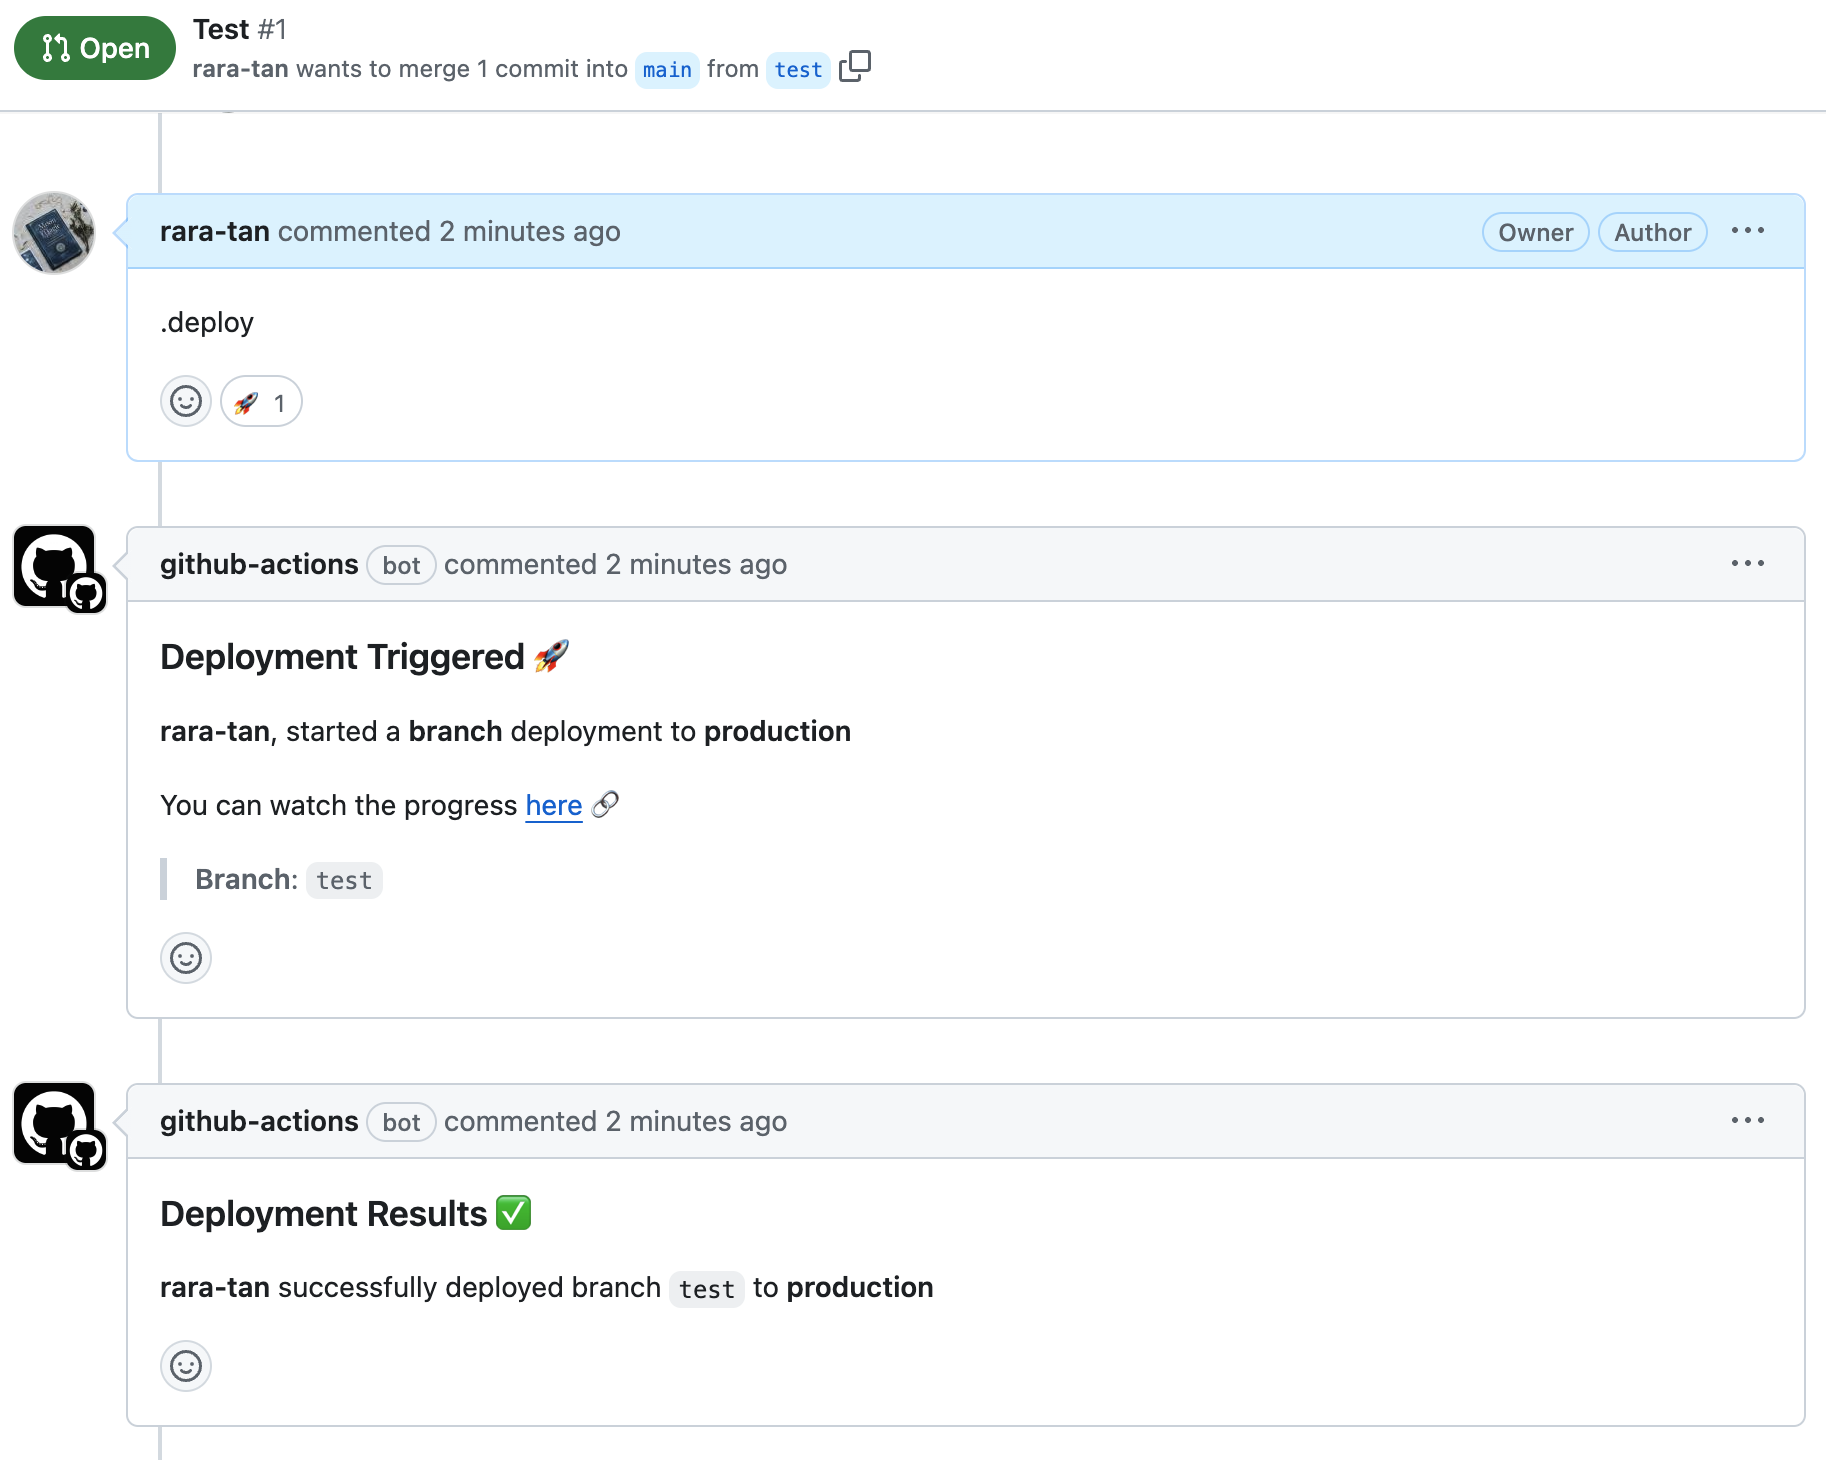 Open
Test #1
rara-tan wants to merge 1 commit into main from test
rara-tan commented 2 minutes ago Owner Author
.deploy
🚀 1
github-actions bot commented 2 minutes ago
Deployment Triggered 🚀
rara-tan, started a branch deployment to production
You can watch the progress here 🔗
Branch: test
github-actions bot commented 2 minutes ago
Deployment Results ✅
rara-tan successfully deployed branch test to production